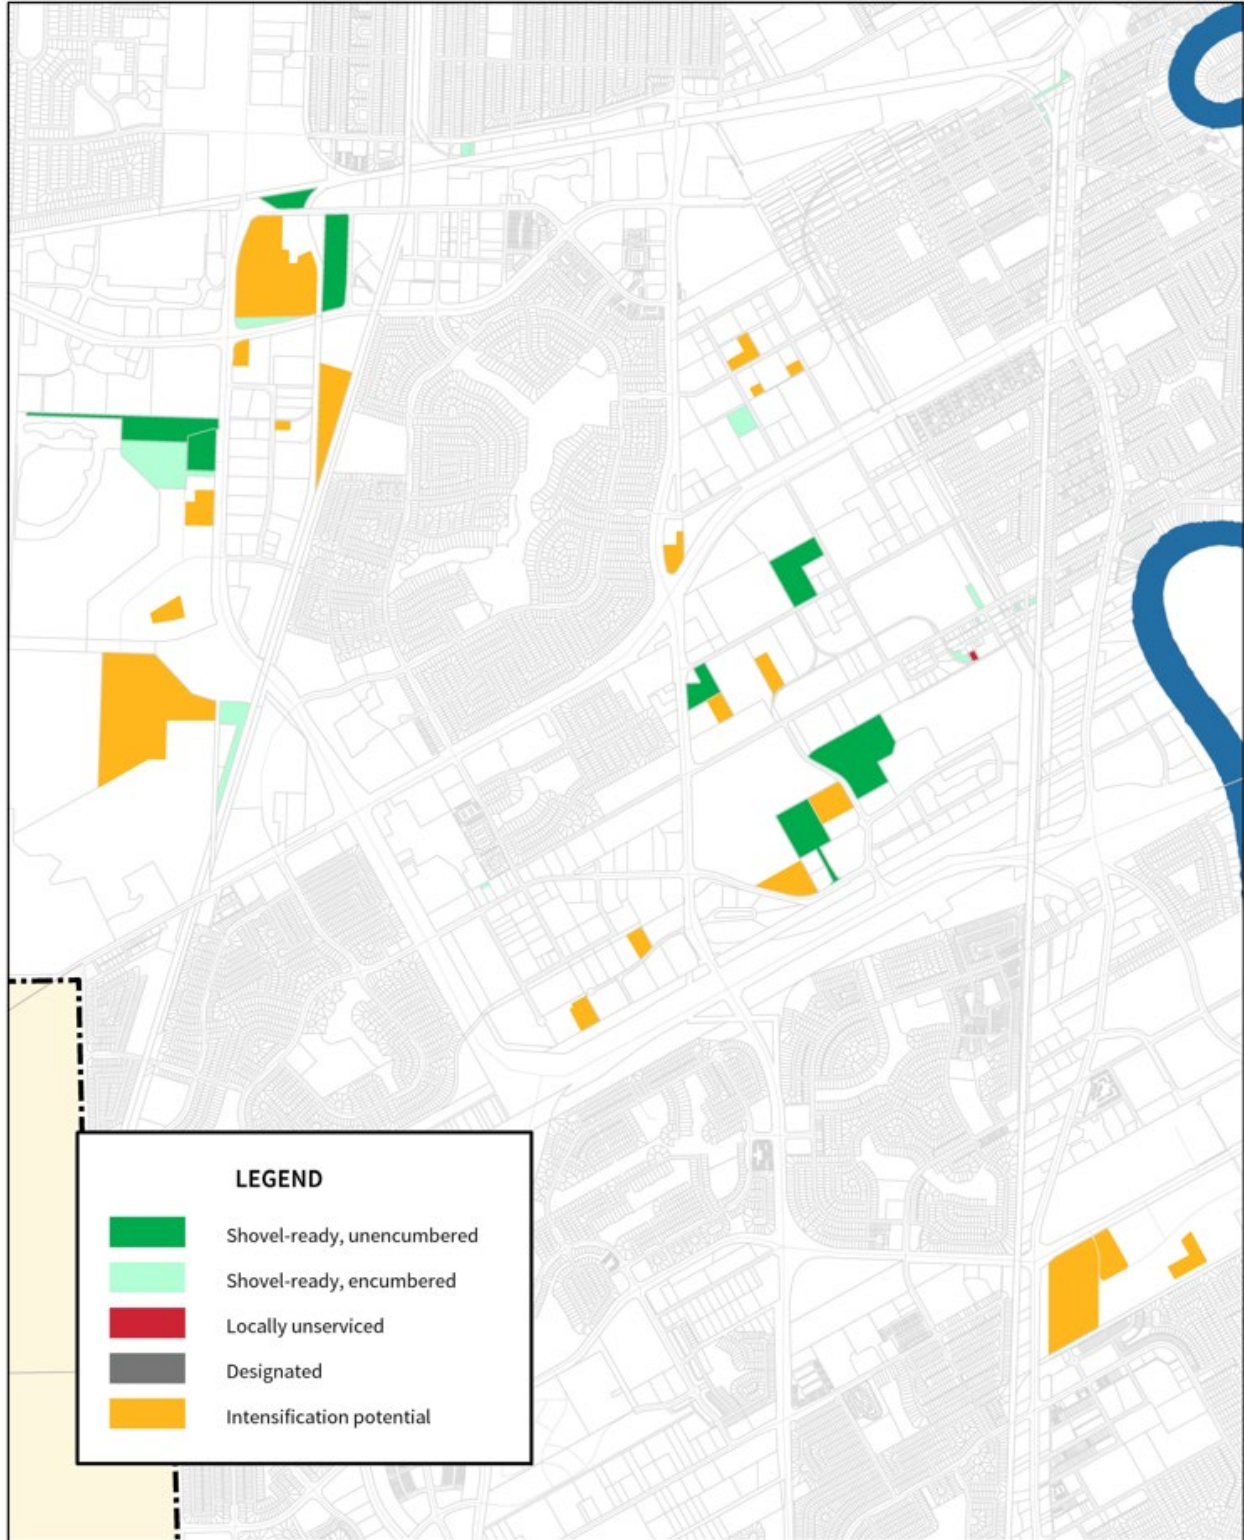 LEGEND
Shovel-ready, unencumbered
Shovel-ready, encumbered
Locally unserviced
Designated
Intensification potential